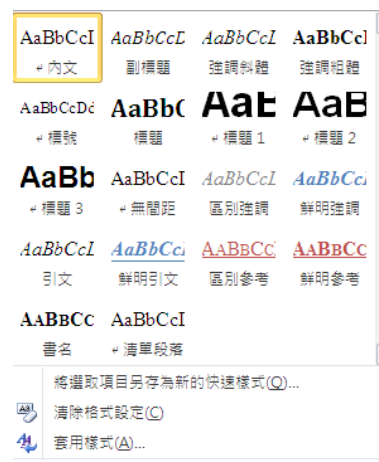 AaBbCcI AaBbCcD AaBbCcL AaBbCcI
↵ 內文 副標題 強調斜體 強調粗體
AaBbCcDd AaBb( AaE AaB
↵ 標號 標題 ↵ 標題 1 ↵ 標題 2
AaBb AaBbCcI AaBbCcL AaBbCcI
↵ 標題 3 ↵ 無間距 區別強調 鮮明強調
AaBbCcL AaBbCcI AABBCC AABBCC
引文 鮮明引文 區別參考 鮮明參考
AABBCC AaBbCcI
書名 ↵ 清單段落
將選取項目另存為新的快速樣式(Q)...
清除格式設定(C)
套用樣式(A)...